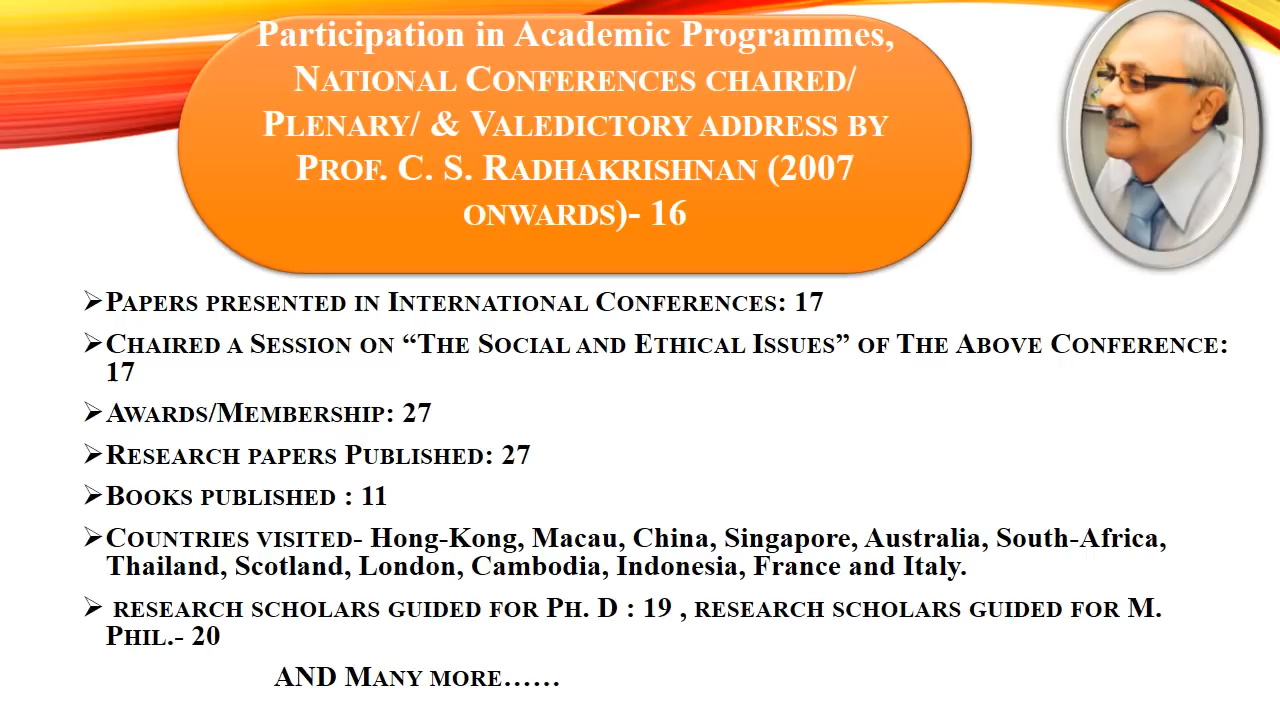 Participation in Academic Programmes,
NATIONAL CONFERENCES CHAIRED/
PLENARY/ & VALEDICTORY ADDRESS BY
PROF. C. S. RADHAKRISHNAN (2007
ONWARDS)- 16
➢PAPERS PRESENTED IN INTERNATIONAL CONFERENCES: 17
➢CHAIRED A SESSION ON “THE SOCIAL AND ETHICAL ISSUES” OF THE ABOVE CONFERENCE:
17
➢AWARDS/MEMBERSHIP: 27
➢RESEARCH PAPERS PUBLISHED: 27
➢BOOKS PUBLISHED : 11
➢COUNTRIES VISITED- Hong-Kong, Macau, China, Singapore, Australia, South-Africa,
Thailand, Scotland, London, Cambodia, Indonesia, France and Italy.
➢ RESEARCH SCHOLARS GUIDED FOR PH. D : 19 , RESEARCH SCHOLARS GUIDED FOR M.
PHIL.- 20
AND MANY MORE……